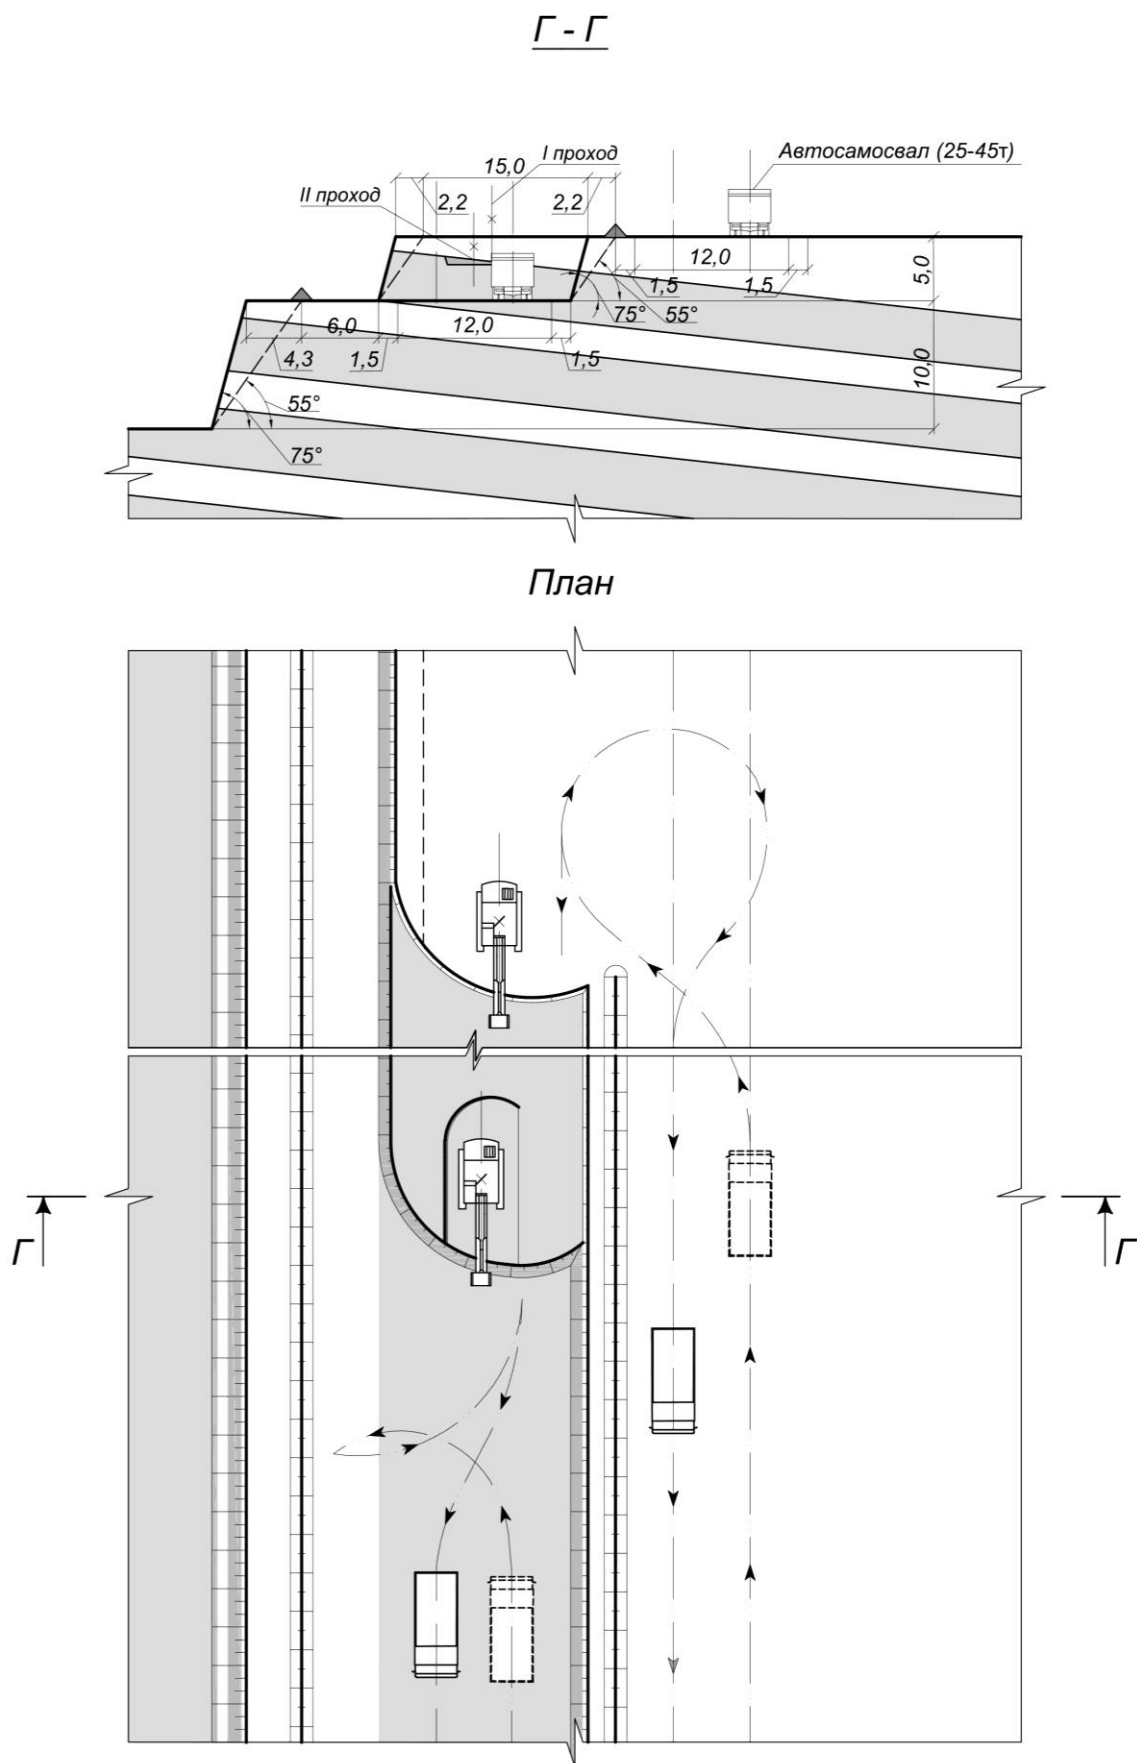 Г - Г
I проход
Автосамосвал (25-45т)
15,0
II проход
2,2
2,2
12,0
5,0
1,5
1,5
75°
55°
6,0
12,0
4,3
1,5
1,5
10,0
55°
75°
План
Г
Г